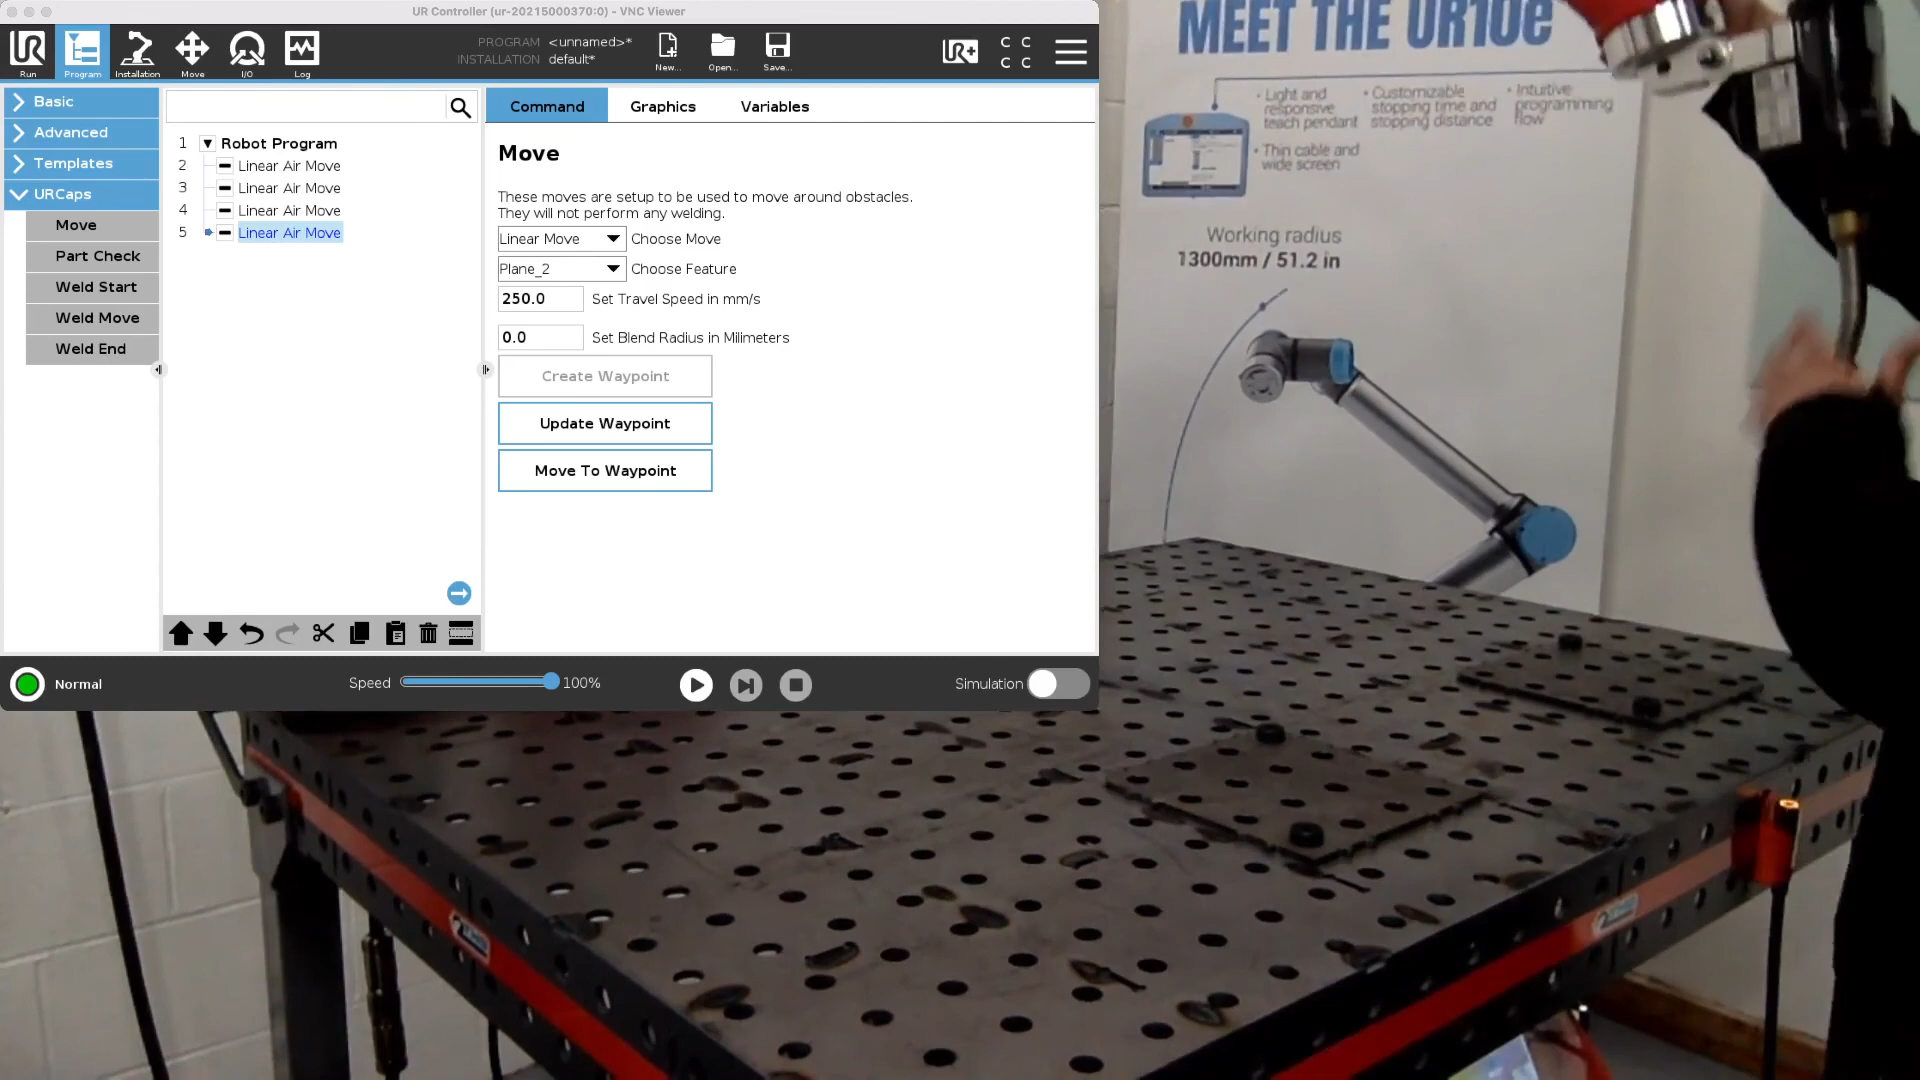 UR Controller (ur-20215000370:0) - VNC Viewer
UR
Run
Program
Installation
Move
I/O
Log
PROGRAM <unnamed>*
INSTALLATION default*
New...
Open...
Save...
UR+
C C
C C
Basic
Advanced
Templates
URCaps
Move
Part Check
Weld Start
Weld Move
Weld End
1 Robot Program
2 Linear Air Move
3 Linear Air Move
4 Linear Air Move
5 Linear Air Move
Command Graphics Variables
Move
These moves are setup to be used to move around obstacles.
They will not perform any welding.
Linear Move Choose Move
Plane_2 Choose Feature
250.0 Set Travel Speed in mm/s
0.0 Set Blend Radius in Milimeters
Create Waypoint
Update Waypoint
Move To Waypoint
Normal
Speed 100%
Simulation
MEET THE UR10e
Light and
responsive
teach pendant
Thin cable and
wide screen
Customizable
stopping time and
stopping distance
Intuitive
programming
flow
Working radius
1300mm / 51.2 in